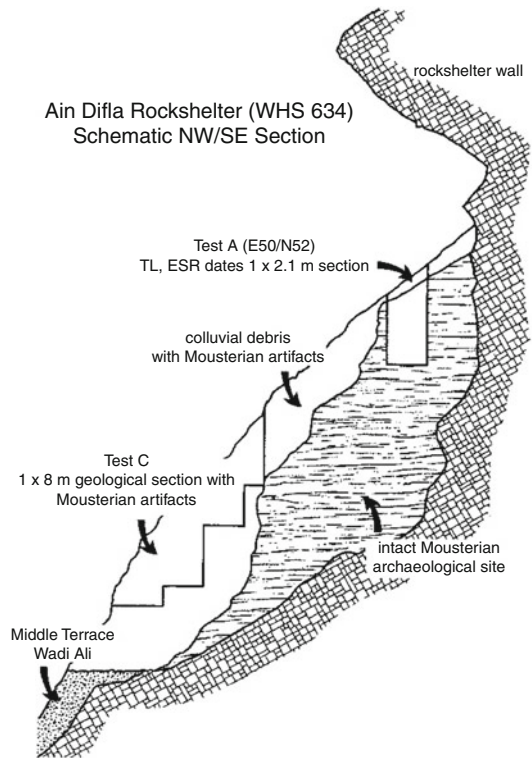 rockshelter wall
Ain Difla Rockshelter (WHS 634)
Schematic NW/SE Section
Test A (E50/N52)
TL, ESR dates 1 x 2.1 m section
colluvial debris
with Mousterian artifacts
Test C
1 x 8 m geological section with
Mousterian artifacts
intact Mousterian
archaeological site
Middle Terrace
Wadi Ali